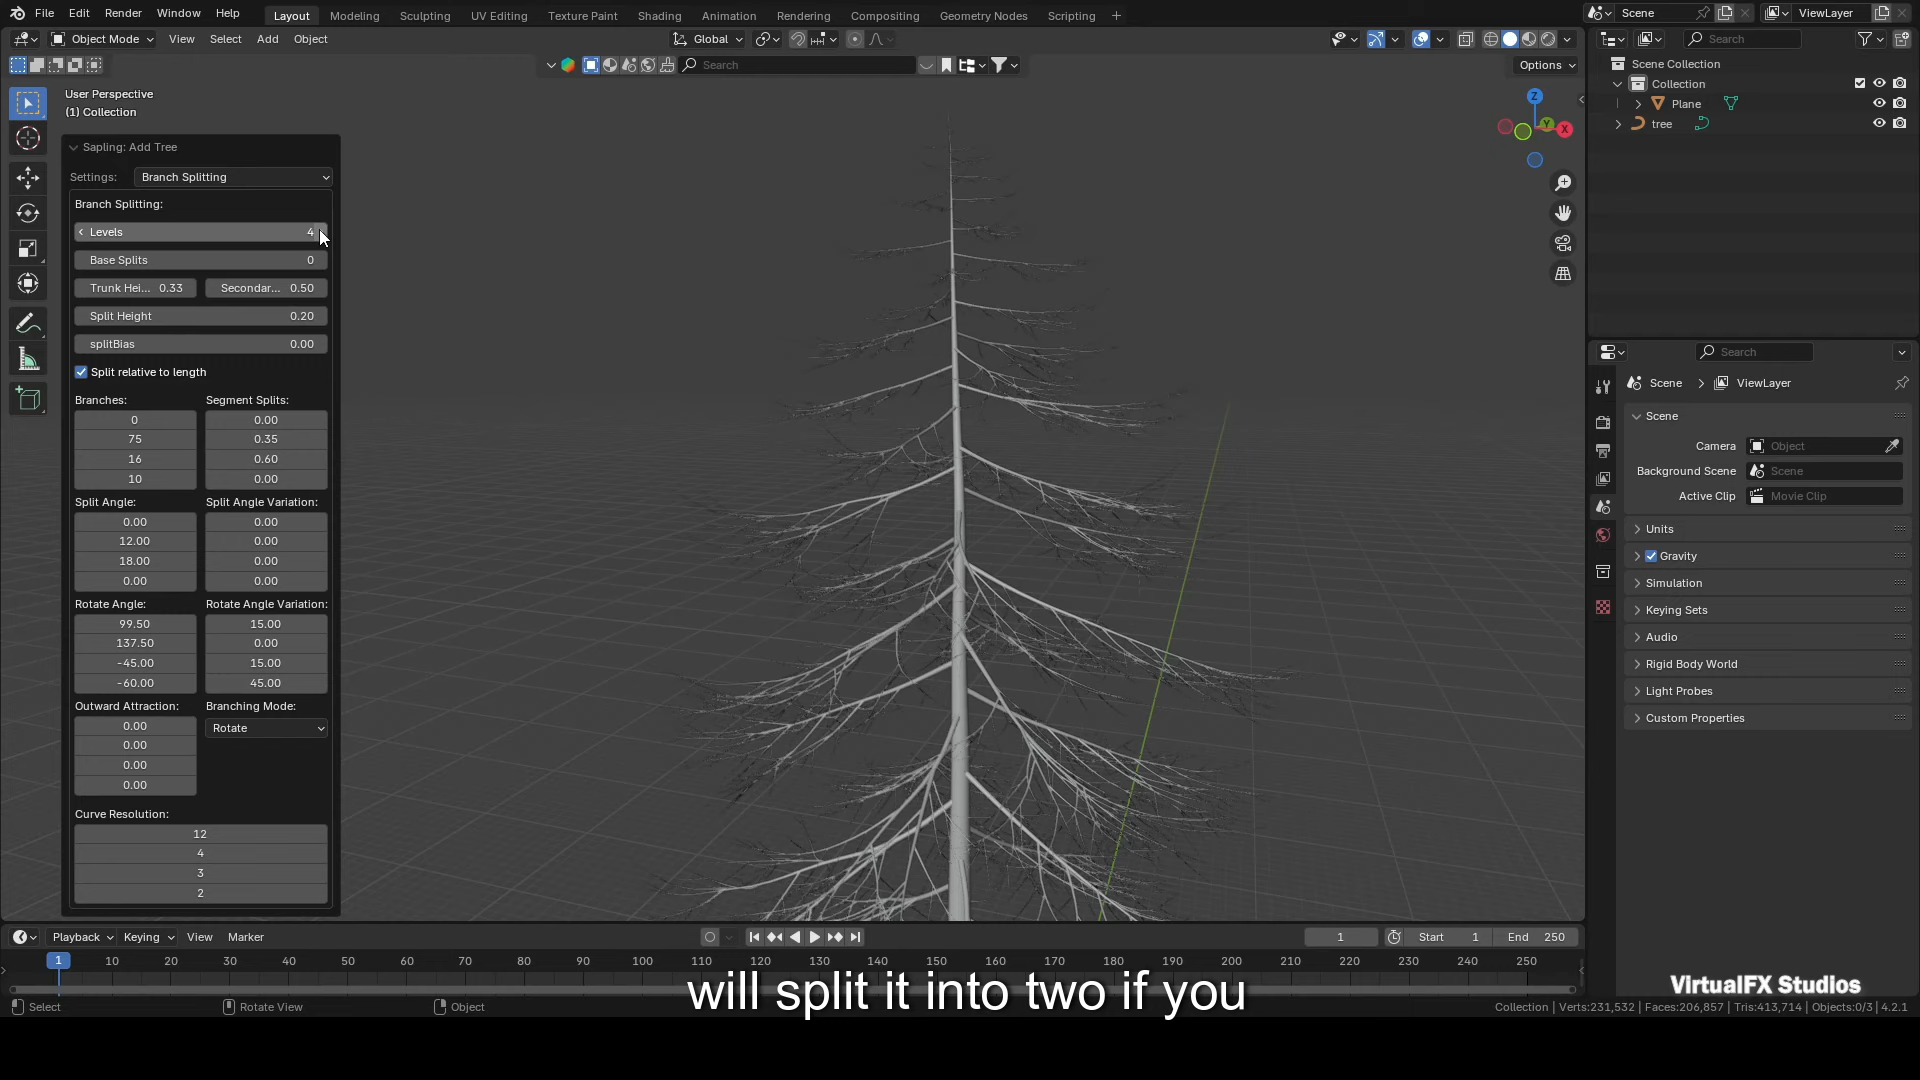 File Edit Render Window Help Layout Modeling Sculpting UV Editing Texture Paint Shading Animation Rendering Compositing Geometry Nodes Scripting + Scene ViewLayer
Object Mode View Select Add Object Global Search
Search Options
User Perspective
(1) Collection
Sapling: Add Tree
Settings: Branch Splitting
Branch Splitting:
Levels 4
Base Splits 0
Trunk Hei... 0.33 Secondar... 0.50
Split Height 0.20
splitBias 0.00
Split relative to length
Branches: Segment Splits:
0 0.00
75 0.35
16 0.60
10 0.00
Split Angle: Split Angle Variation:
0.00 0.00
12.00 0.00
18.00 0.00
0.00 0.00
Rotate Angle: Rotate Angle Variation:
99.50 15.00
137.50 0.00
-45.00 15.00
-60.00 45.00
Outward Attraction: Branching Mode:
0.00 Rotate
0.00
0.00
0.00
Curve Resolution:
12
4
3
2
Z
Y
X
Scene Collection
Collection
Plane
tree
Search
Scene > ViewLayer
Scene
Camera Object
Background Scene Scene
Active Clip Movie Clip
Units
Gravity
Simulation
Keying Sets
Audio
Rigid Body World
Light Probes
Custom Properties
Playback Keying View Marker 1 Start 1 End 250
1 10 20 30 40 50 60 70 80 90 100 110 120 130 140 150 160 170 180 190 200 210 220 230 240 250
will split it into two if you
VirtualFX Studios
Select Rotate View Object Collection | Verts:231,532 | Faces:206,857 | Tris:413,714 | Objects:0/3 | 4.2.1